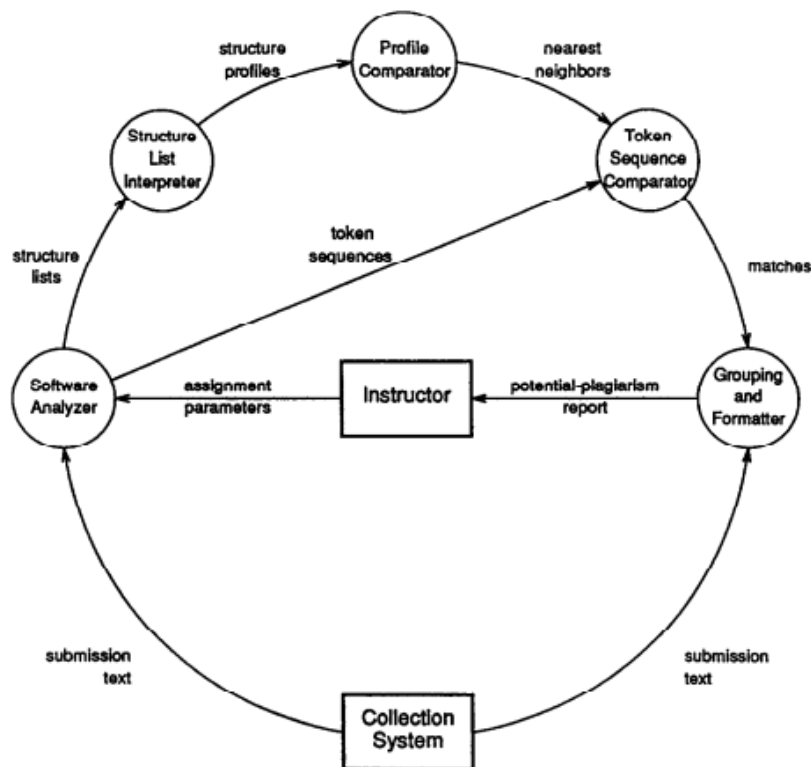 structure
profiles
Profile
Comparator
nearest
neighbors
Structure
List
Interpreter
Token
Sequence
Comparator
token
sequences
structure
lists
matches
Software
Analyzer
assignment
parameters
Instructor
potential-plagiarism
report
Grouping
and
Formatter
submission
text
Collection
System
submission
text